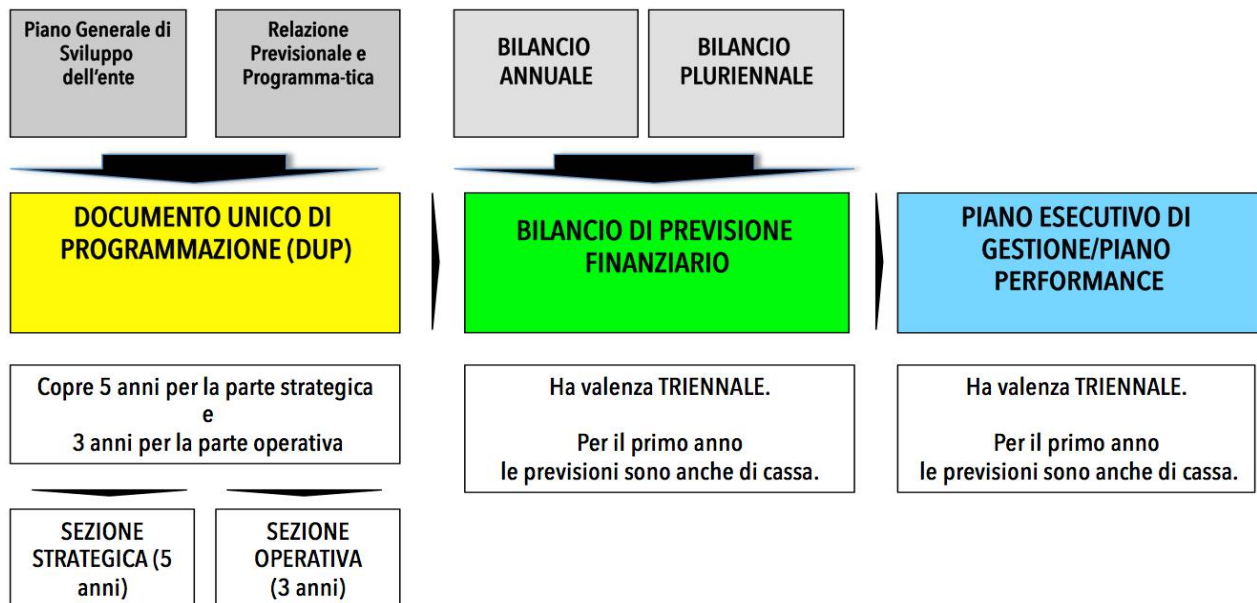 Piano Generale di
Sviluppo
dell'ente
Relazione
Previsionale e
Programma-tica
BILANCIO
ANNUALE
BILANCIO
PLURIENNALE
DOCUMENTO UNICO DI
PROGRAMMAZIONE (DUP)
BILANCIO DI PREVISIONE
FINANZIARIO
PIANO ESECUTIVO DI
GESTIONE/PIANO
PERFORMANCE
Copre 5 anni per la parte strategica
e
3 anni per la parte operativa
Ha valenza TRIENNALE.
Per il primo anno
le previsioni sono anche di cassa.
Ha valenza TRIENNALE.
Per il primo anno
le previsioni sono anche di cassa.
SEZIONE
STRATEGICA (5
anni)
SEZIONE
OPERATIVA
(3 anni)